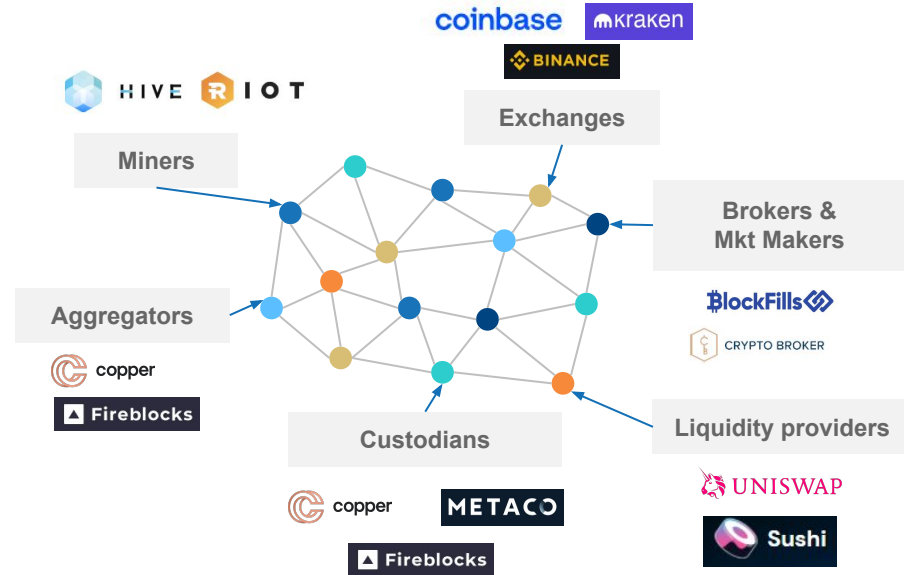 coinbase
kraken
BINANCE
HIVE
RIOT
Exchanges
Miners
Brokers &
Mkt Makers
BlockFills
CRYPTO BROKER
Aggregators
copper
Fireblocks
Custodians
copper
METACO
Fireblocks
Liquidity providers
UNISWAP
Sushi